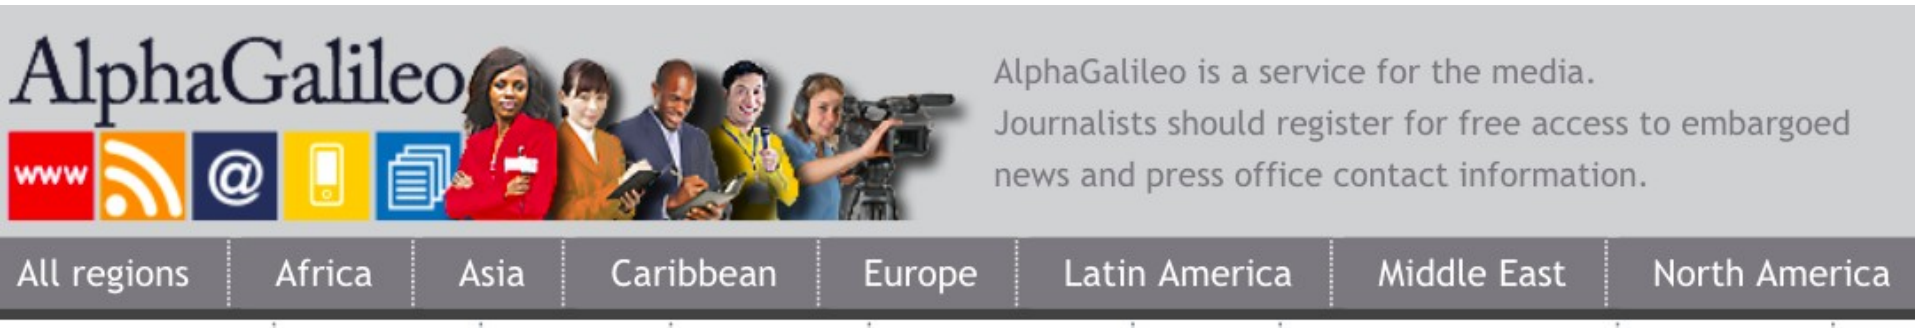 AlphaGalileo
www
@
AlphaGalileo is a service for the media.
Journalists should register for free access to embargoed
news and press office contact information.
All regions Africa Asia Caribbean Europe Latin America Middle East North America